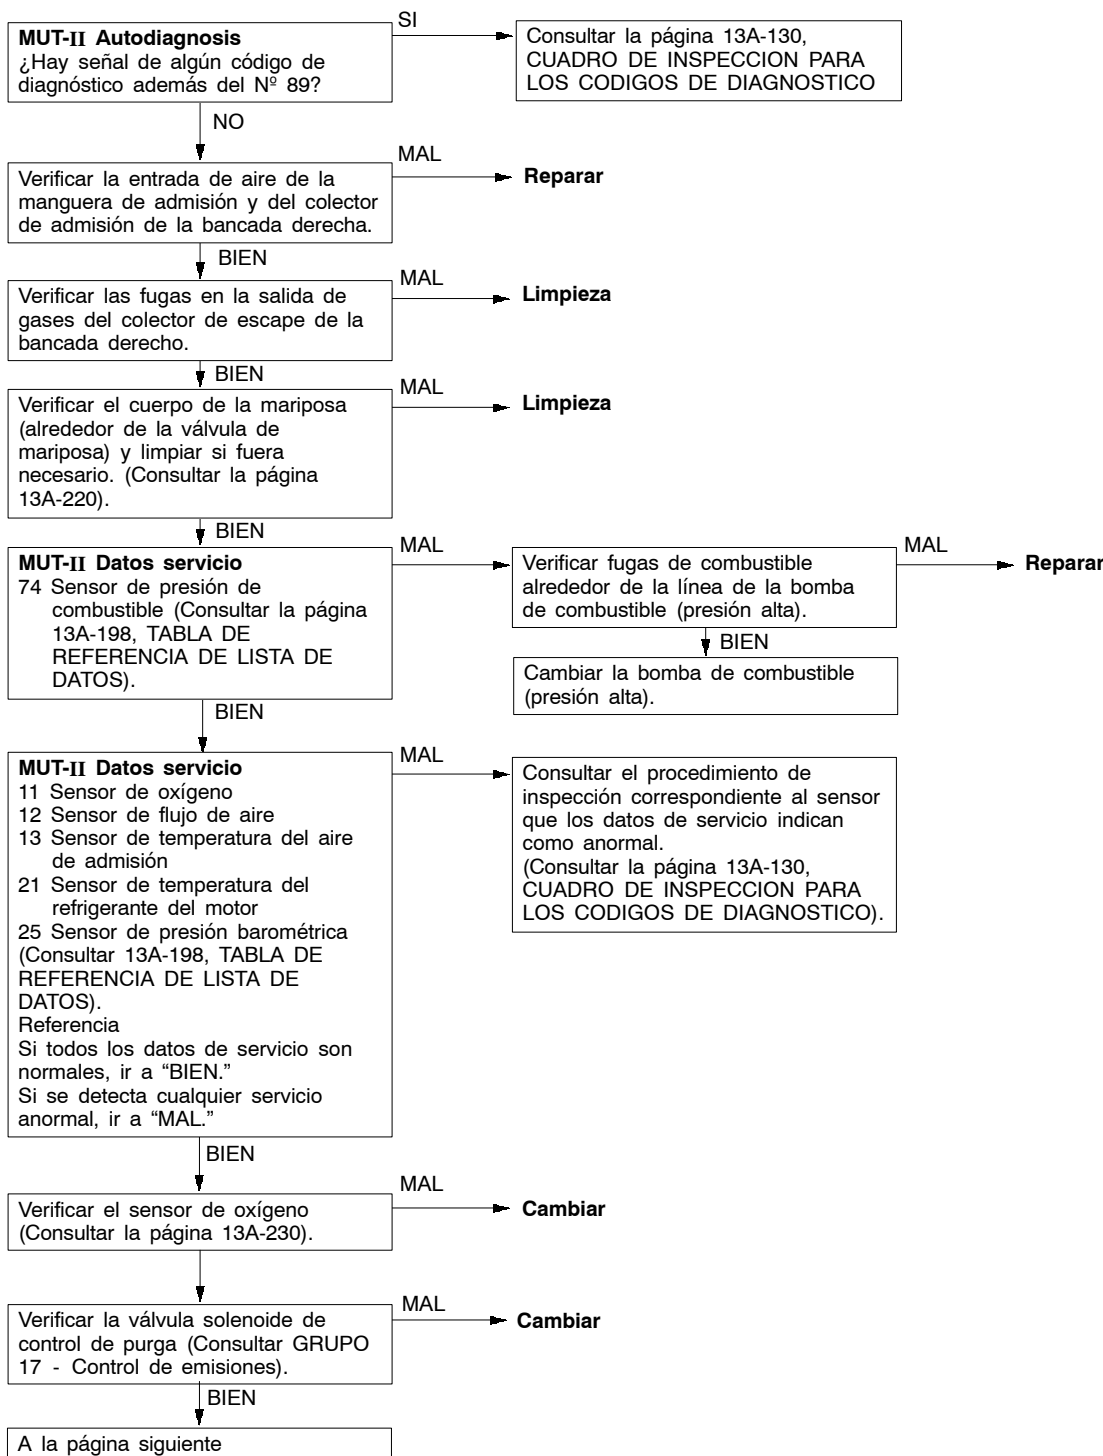 MUT-II Autodiagnosis
¿Hay señal de algún código de
diagnóstico además del Nº 89?
SI
Consultar la página 13A-130,
CUADRO DE INSPECCION PARA
LOS CODIGOS DE DIAGNOSTICO
NO
Verificar la entrada de aire de la
manguera de admisión y del colector
de admisión de la bancada derecha.
MAL
Reparar
BIEN
Verificar las fugas en la salida de
gases del colector de escape de la
bancada derecho.
MAL
Limpieza
BIEN
Verificar el cuerpo de la mariposa
(alrededor de la válvula de
mariposa) y limpiar si fuera
necesario. (Consultar la página
13A-220).
MAL
Limpieza
BIEN
MUT-II Datos servicio
74 Sensor de presión de
combustible (Consultar la página
13A-198, TABLA DE
REFERENCIA DE LISTA DE
DATOS).
MAL
Verificar fugas de combustible
alrededor de la línea de la bomba
de combustible (presión alta).
MAL
Reparar
BIEN
Cambiar la bomba de combustible
(presión alta).
BIEN
MUT-II Datos servicio
11 Sensor de oxígeno
12 Sensor de flujo de aire
13 Sensor de temperatura del aire
de admisión
21 Sensor de temperatura del
refrigerante del motor
25 Sensor de presión barométrica
(Consultar 13A-198, TABLA DE
REFERENCIA DE LISTA DE
DATOS).
Referencia
Si todos los datos de servicio son
normales, ir a “BIEN.”
Si se detecta cualquier servicio
anormal, ir a “MAL.”
MAL
Consultar el procedimiento de
inspección correspondiente al sensor
que los datos de servicio indican
como anormal.
(Consultar la página 13A-130,
CUADRO DE INSPECCION PARA
LOS CODIGOS DE DIAGNOSTICO).
BIEN
Verificar el sensor de oxígeno
(Consultar la página 13A-230).
MAL
Cambiar
Verificar la válvula solenoide de
control de purga (Consultar GRUPO
17 - Control de emisiones).
MAL
Cambiar
BIEN
A la página siguiente